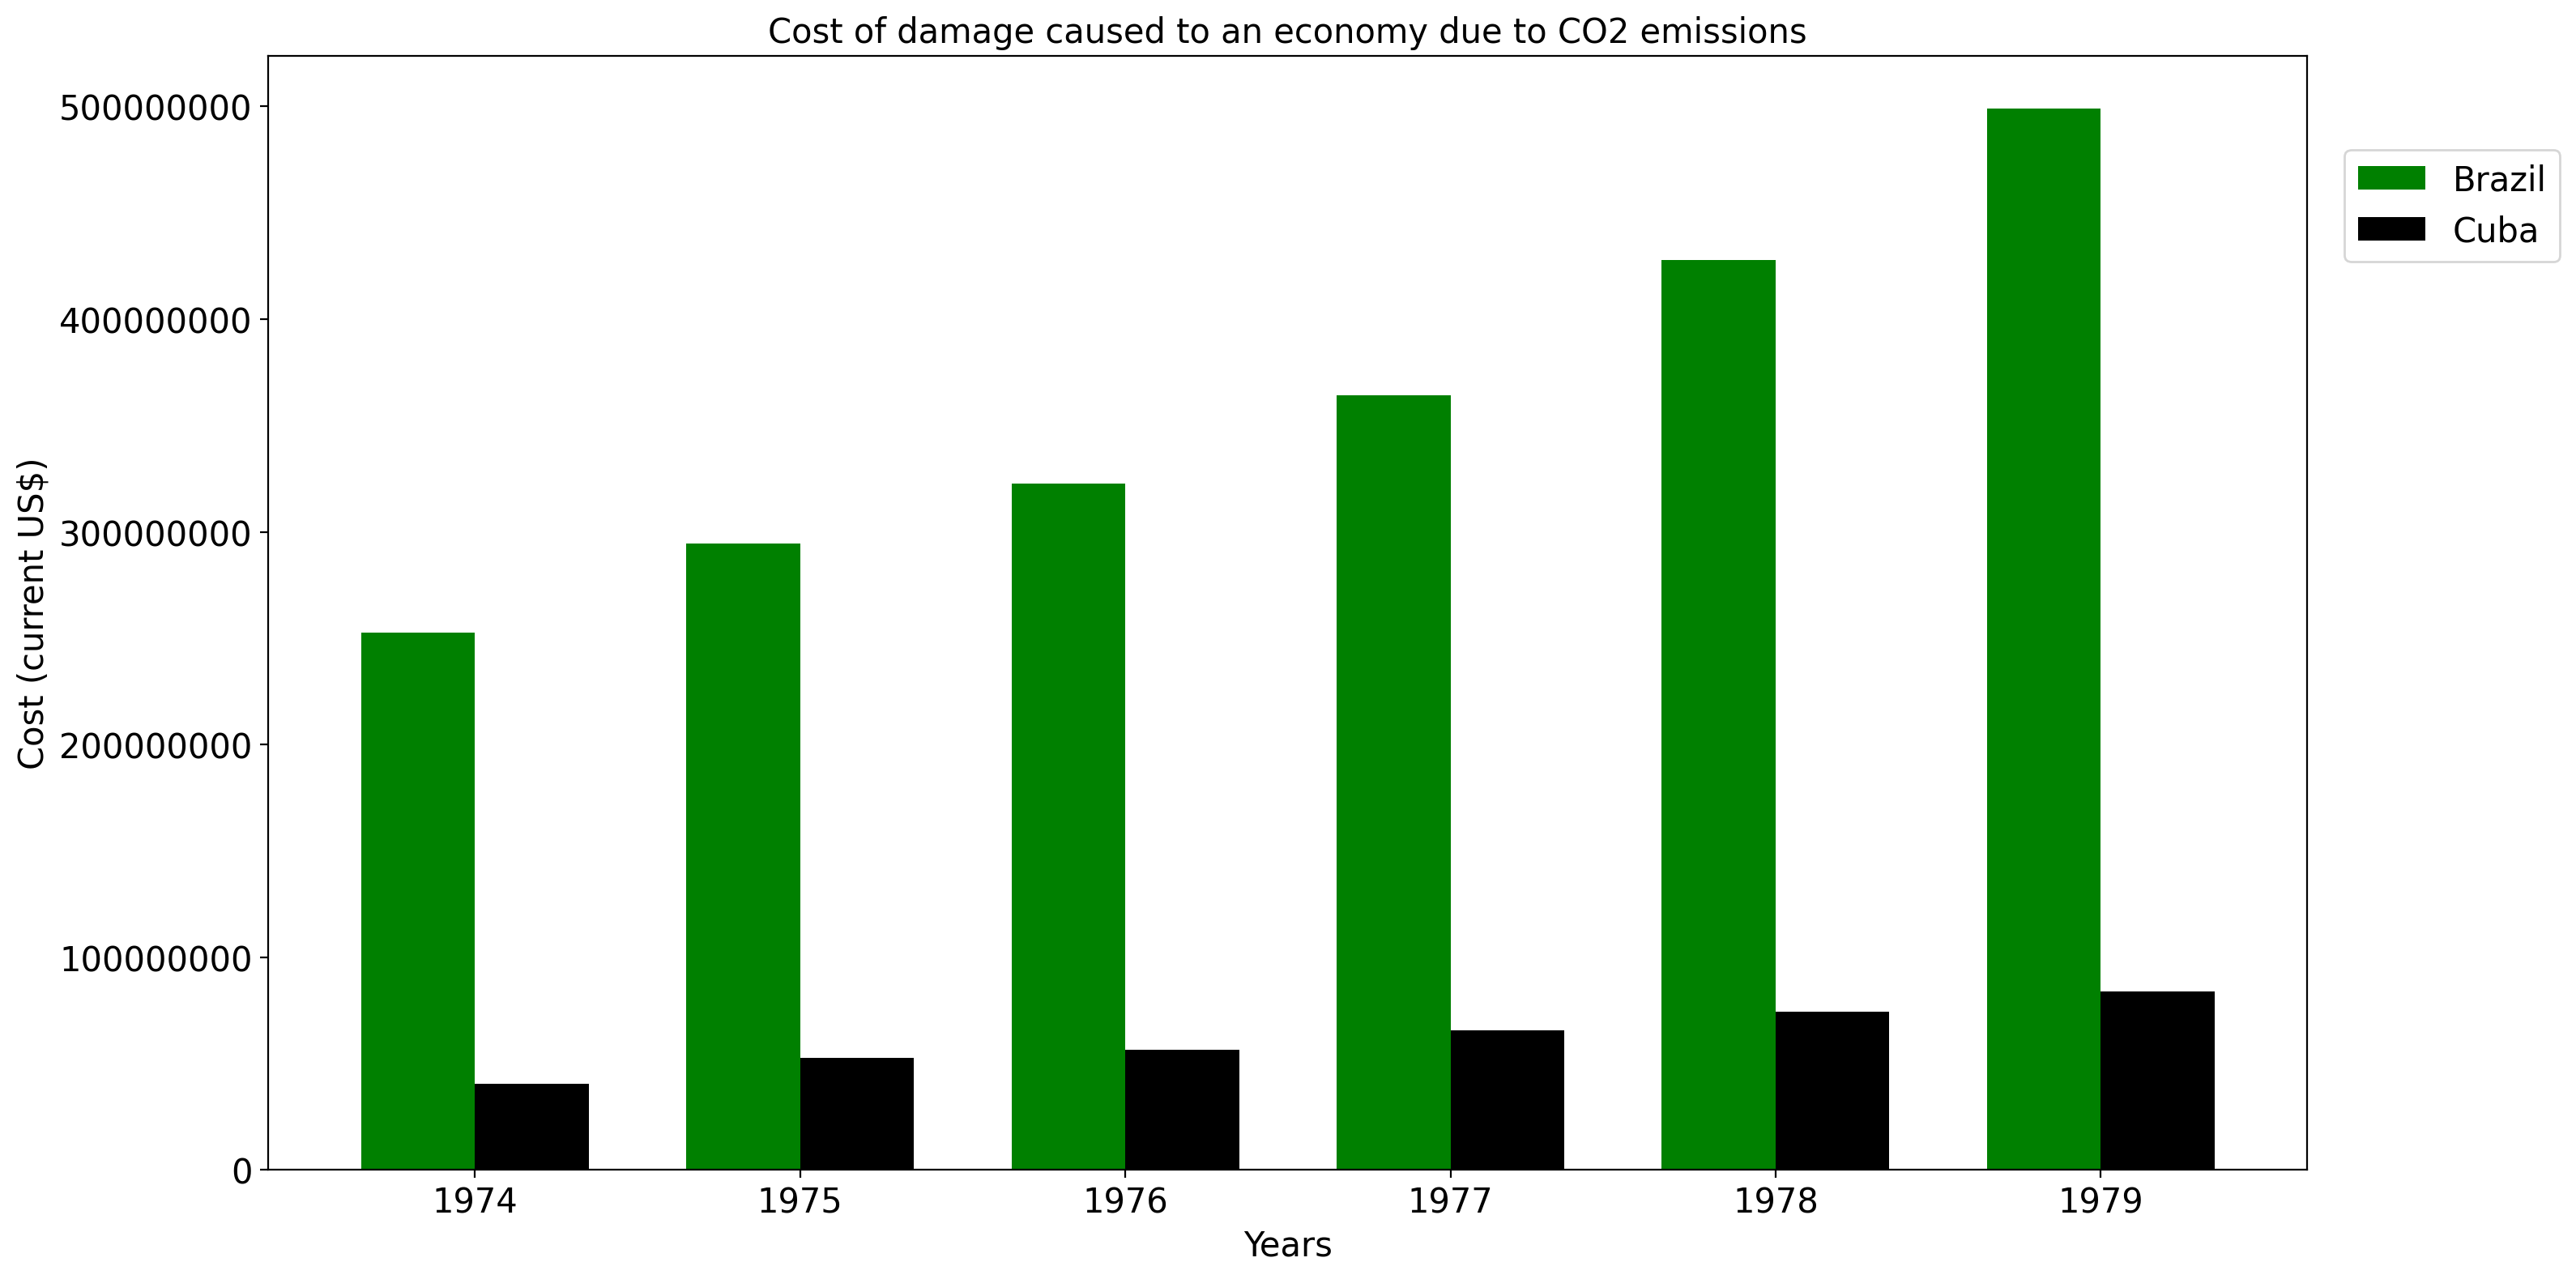 Cost of damage caused to an economy due to CO2 emissions
Cost (current US$)
500000000
400000000
300000000
200000000
100000000
0
1974 1975 1976 1977 1978 1979
Years
Brazil
Cuba